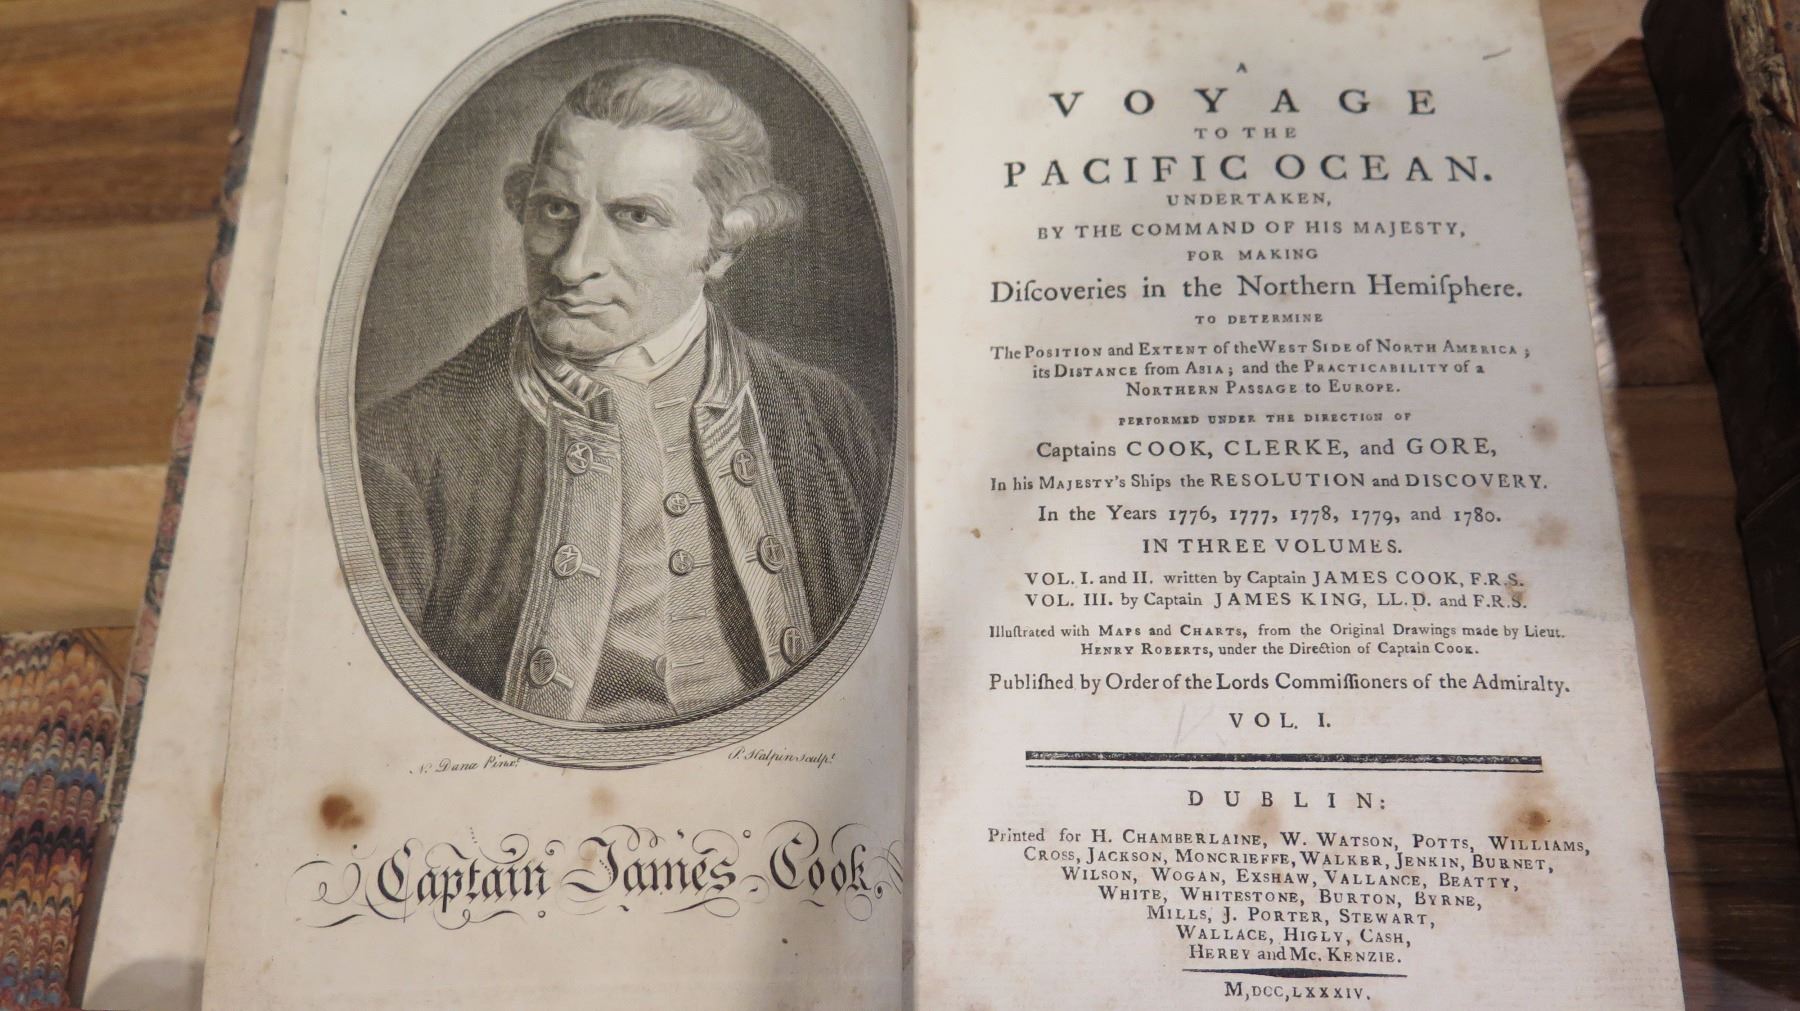 N. Dance Pinx.t
P. Halpin sculp.t
Captain James Cook.
A
VOYAGE
TO THE
PACIFIC OCEAN.
UNDERTAKEN,
BY THE COMMAND OF HIS MAJESTY,
FOR MAKING
Diſcoveries in the Northern Hemiſphere.
TO DETERMINE
The POSITION and EXTENT of the WEST SIDE of NORTH AMERICA;
its DISTANCE from ASIA; and the PRACTICABILITY of a
NORTHERN PASSAGE to EUROPE.
PERFORMED UNDER THE DIRECTION OF
Captains COOK, CLERKE, and GORE,
In his MAJESTY's Ships the RESOLUTION and DISCOVERY.
In the Years 1776, 1777, 1778, 1779, and 1780.
IN THREE VOLUMES.
VOL. I. and II. written by Captain JAMES COOK, F.R.S.
VOL. III. by Captain JAMES KING, LL.D. and F.R.S.
Illuſtrated with MAPS and CHARTS, from the Original Drawings made by Lieut.
HENRY ROBERTS, under the Direction of Captain COOK.
Publiſhed by Order of the Lords Commiſſioners of the Admiralty.
VOL. I.
DUBLIN:
Printed for H. CHAMBERLAINE, W. WATSON, POTTS, WILLIAMS,
CROSS, JACKSON, MONCRIEFFE, WALKER, JENKIN, BURNET,
WILSON, WOGAN, EXSHAW, VALLANCE, BEATTY,
WHITE, WHITESTONE, BURTON, BYRNE,
MILLS, J. PORTER, STEWART,
WALLACE, HIGLY, CASH,
HEREY and Mc. KENZIE.
M,DCC,LXXXIV.